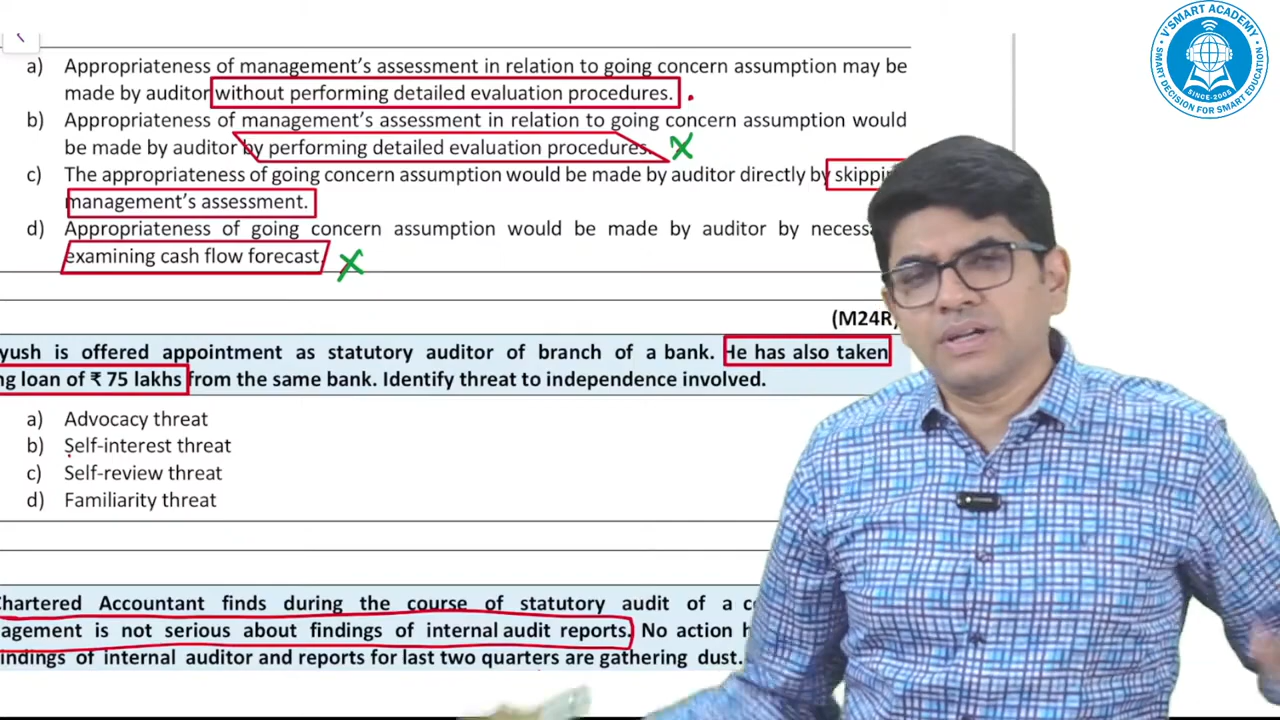 V'SMART ACADEMY
SINCE-2005
SMART DECISION FOR SMART EDUCATION
a) Appropriateness of management's assessment in relation to going concern assumption may be
made by auditor without performing detailed evaluation procedures.
b) Appropriateness of management's assessment in relation to going concern assumption would
be made by auditor by performing detailed evaluation procedures.
c) The appropriateness of going concern assumption would be made by auditor directly by
management's assessment.
d) Appropriateness of going concern assumption would be made by auditor by
examining cash flow forecast.
(M24R)
is offered appointment as statutory auditor of branch of a bank. He has also taken
loan of ₹ 75 lakhs from the same bank. Identify threat to independence involved.
a) Advocacy threat
b) Self-interest threat
c) Self-review threat
d) Familiarity threat
Chartered Accountant finds during the course of statutory audit of a
is not serious about findings of internal audit reports. No action
findings of internal auditor and reports for last two quarters are gathering dust.